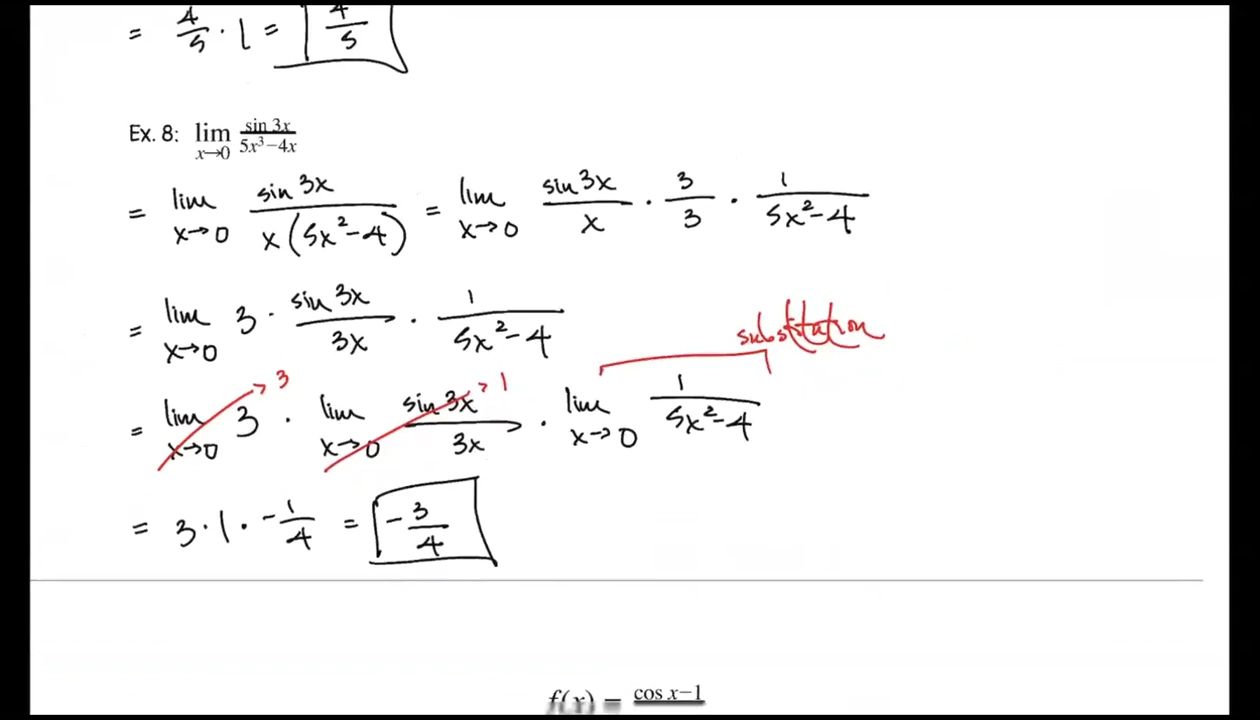 = 4/5 · 1 = 4/5
Ex. 8: lim x→0 sin 3x / 5x³−4x
= lim x→0 sin 3x / x(5x²−4) = lim x→0 sin 3x / x · 3/3 · 1 / 5x²−4
= lim x→0 3 · sin 3x / 3x · 1 / 5x²−4
substitution
= lim x→0 3 → 3 · lim x→0 sin 3x / 3x → 1 · lim x→0 1 / 5x²−4
= 3 · 1 · −1/4 = −3/4
f(x) = cos x−1